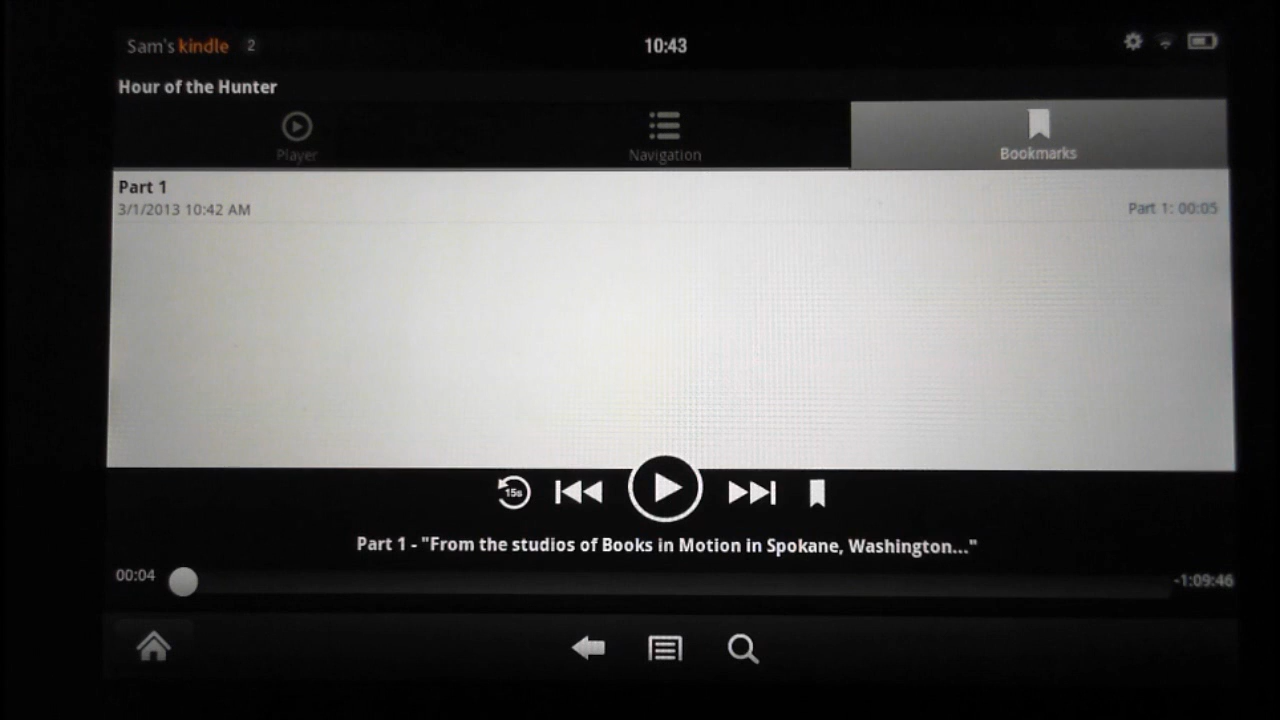 Sam's kindle 2 10:43
Hour of the Hunter
Player Navigation Bookmarks
Part 1
3/1/2013 10:42 AM Part 1: 00:05
15s
Part 1 - "From the studios of Books in Motion in Spokane, Washington..."
00:04 -1:09:46